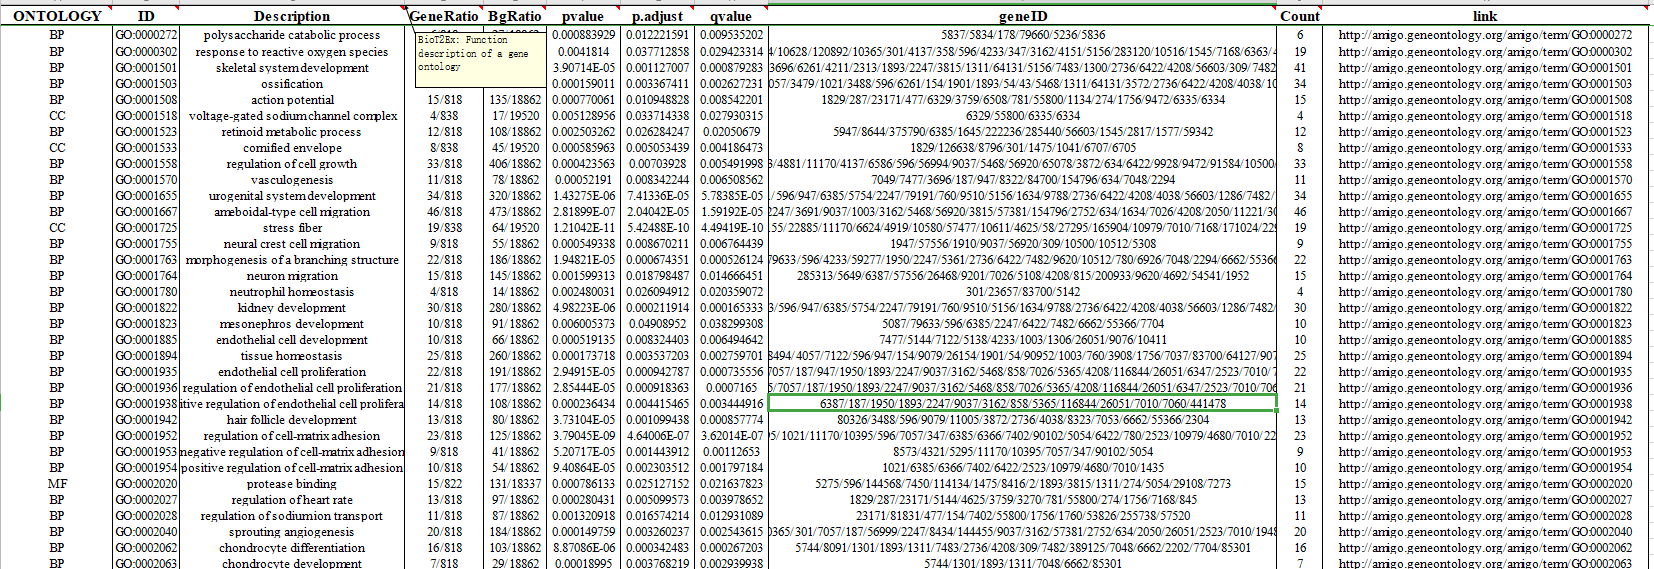 ONTOLOGY ID Description GeneRatio BgRatio pvalue p.adjust qvalue geneID Count link
BP GO:0000272 polysaccharide catabolic process 0.000883929 0.012221591 0.009535202 5837/5834/178/79660/5236/5836 6 http://amigo.geneontology.org/amigo/term/GO:0000272
BioT2Ex: Function
description of a gene
ontology
BP GO:0000302 response to reactive oxygen species 0.0041814 0.037712858 0.029423314 4/10628/120892/10365/301/4137/358/596/4233/347/3162/4151/5156/283120/10516/1545/7168/6363/4 19 http://amigo.geneontology.org/amigo/term/GO:0000302
BP GO:0001501 skeletal system development 3.90714E-05 0.001127007 0.000879283 3696/6261/4211/2313/1893/2247/3815/1311/64131/5156/7483/1300/2736/6422/4208/56603/309/7482 41 http://amigo.geneontology.org/amigo/term/GO:0001501
BP GO:0001503 ossification 0.000159011 0.003367411 0.002627231 057/3479/1021/3488/596/6261/154/1901/1893/54/43/5468/1311/64131/3572/2736/6422/4208/4038/10 34 http://amigo.geneontology.org/amigo/term/GO:0001503
BP GO:0001508 action potential 15/818 135/18862 0.000770061 0.010948828 0.008542201 1829/287/23171/477/6329/3759/6508/781/55800/1134/274/1756/9472/6335/6334 15 http://amigo.geneontology.org/amigo/term/GO:0001508
CC GO:0001518 voltage-gated sodium channel complex 4/838 17/19520 0.005128956 0.033714338 0.027930315 6329/55800/6335/6334 4 http://amigo.geneontology.org/amigo/term/GO:0001518
BP GO:0001523 retinoid metabolic process 12/818 108/18862 0.002503262 0.026284247 0.02050679 5947/8644/375790/6385/1645/222236/285440/56603/1545/2817/1577/59342 12 http://amigo.geneontology.org/amigo/term/GO:0001523
CC GO:0001533 cornified envelope 8/838 45/19520 0.000585963 0.005053439 0.004186473 1829/126638/8796/301/1475/1041/6707/6705 8 http://amigo.geneontology.org/amigo/term/GO:0001533
BP GO:0001558 regulation of cell growth 33/818 406/18862 0.000423563 0.00703928 0.005491998 3/4881/11170/4137/6586/596/56994/9037/5468/56920/65078/3872/634/6422/9928/9472/91584/10500 33 http://amigo.geneontology.org/amigo/term/GO:0001558
BP GO:0001570 vasculogenesis 11/818 78/18862 0.00052191 0.008342244 0.006508562 7049/7477/3696/187/947/8322/84700/154796/634/7048/2294 11 http://amigo.geneontology.org/amigo/term/GO:0001570
BP GO:0001655 urogenital system development 34/818 320/18862 1.43275E-06 7.41336E-05 5.78385E-05 /596/947/6385/5754/2247/79191/760/9510/5156/1634/9788/2736/6422/4208/4038/56603/1286/7482/ 34 http://amigo.geneontology.org/amigo/term/GO:0001655
BP GO:0001667 ameboidal-type cell migration 46/818 473/18862 2.81899E-07 2.04042E-05 1.59192E-05 2247/3691/9037/1003/3162/5468/56920/3815/57381/154796/2752/634/1634/7026/4208/2050/11221/30 46 http://amigo.geneontology.org/amigo/term/GO:0001667
CC GO:0001725 stress fiber 19/838 64/19520 1.21042E-11 5.42488E-10 4.49419E-10 55/22885/11170/6624/4919/10580/57477/10611/4625/58/27295/165904/10979/7010/7168/171024/229 19 http://amigo.geneontology.org/amigo/term/GO:0001725
BP GO:0001755 neural crest cell migration 9/818 55/18862 0.000549338 0.008670211 0.006764439 1947/57556/1910/9037/56920/309/10500/10512/5308 9 http://amigo.geneontology.org/amigo/term/GO:0001755
BP GO:0001763 morphogenesis of a branching structure 22/818 186/18862 1.94821E-05 0.000674351 0.000526124 79633/596/4233/59277/1950/2247/5361/2736/6422/7482/9620/10512/780/6926/7048/2294/6662/55366 22 http://amigo.geneontology.org/amigo/term/GO:0001763
BP GO:0001764 neuron migration 15/818 145/18862 0.001599313 0.018798487 0.014666451 285313/5649/6387/57556/26468/9201/7026/5108/4208/815/200933/9620/4692/54541/1952 15 http://amigo.geneontology.org/amigo/term/GO:0001764
BP GO:0001780 neutrophil homeostasis 4/818 14/18862 0.002480031 0.026094912 0.020359072 301/23657/83700/5142 4 http://amigo.geneontology.org/amigo/term/GO:0001780
BP GO:0001822 kidney development 30/818 280/18862 4.98223E-06 0.000211914 0.000165333 3/596/947/6385/5754/2247/79191/760/9510/5156/1634/9788/2736/6422/4208/4038/56603/1286/7482/ 30 http://amigo.geneontology.org/amigo/term/GO:0001822
BP GO:0001823 mesonephros development 10/818 91/18862 0.006005373 0.04908952 0.038299308 5087/79633/596/6385/2247/6422/7482/6662/55366/7704 10 http://amigo.geneontology.org/amigo/term/GO:0001823
BP GO:0001885 endothelial cell development 10/818 66/18862 0.000519135 0.008324403 0.006494642 7477/5144/7122/5138/4233/1003/1306/26051/9076/10411 10 http://amigo.geneontology.org/amigo/term/GO:0001885
BP GO:0001894 tissue homeostasis 25/818 260/18862 0.000173718 0.003537203 0.002759701 8494/4057/7122/596/947/154/9079/26154/1901/54/90952/1003/760/3908/1756/7037/83700/64127/907 25 http://amigo.geneontology.org/amigo/term/GO:0001894
BP GO:0001935 endothelial cell proliferation 22/818 191/18862 2.94915E-05 0.000942787 0.000735556 7057/187/947/1950/1893/2247/9037/3162/5468/858/7026/5365/4208/116844/26051/6347/2523/7010/7 22 http://amigo.geneontology.org/amigo/term/GO:0001935
BP GO:0001936 regulation of endothelial cell proliferation 21/818 177/18862 2.85444E-05 0.000918363 0.0007165 5/7057/187/1950/1893/2247/9037/3162/5468/858/7026/5365/4208/116844/26051/6347/2523/7010/706 21 http://amigo.geneontology.org/amigo/term/GO:0001936
BP GO:0001938 itive regulation of endothelial cell prolifera 14/818 108/18862 0.000236434 0.004415465 0.003444916 6387/187/1950/1893/2247/9037/3162/858/5365/116844/26051/7010/7060/441478 14 http://amigo.geneontology.org/amigo/term/GO:0001938
BP GO:0001942 hair follicle development 13/818 80/18862 3.73104E-05 0.001099438 0.000857774 80326/3488/596/9079/11005/3872/2736/4038/8323/7053/6662/55366/2304 13 http://amigo.geneontology.org/amigo/term/GO:0001942
BP GO:0001952 regulation of cell-matrix adhesion 23/818 125/18862 3.79045E-09 4.64006E-07 3.62014E-07 95/1021/11170/10395/596/7057/347/6385/6366/7402/90102/5054/6422/780/2523/10979/4680/7010/22 23 http://amigo.geneontology.org/amigo/term/GO:0001952
BP GO:0001953 negative regulation of cell-matrix adhesion 9/818 41/18862 5.20717E-05 0.001443912 0.00112653 8573/4321/5295/11170/10395/7057/347/90102/5054 9 http://amigo.geneontology.org/amigo/term/GO:0001953
BP GO:0001954 positive regulation of cell-matrix adhesion 10/818 54/18862 9.40864E-05 0.002303512 0.001797184 1021/6385/6366/7402/6422/2523/10979/4680/7010/1435 10 http://amigo.geneontology.org/amigo/term/GO:0001954
MF GO:0002020 protease binding 15/822 131/18337 0.000786133 0.025127152 0.021637823 5275/596/144568/7450/114134/1475/8416/2/1893/3815/1311/274/5054/29108/7273 15 http://amigo.geneontology.org/amigo/term/GO:0002020
BP GO:0002027 regulation of heart rate 13/818 97/18862 0.000280431 0.005099573 0.003978652 1829/287/23171/5144/4625/3759/3270/781/55800/274/1756/7168/845 13 http://amigo.geneontology.org/amigo/term/GO:0002027
BP GO:0002028 regulation of sodium ion transport 11/818 87/18862 0.001320918 0.016574214 0.012931089 23171/81831/477/154/7402/55800/1756/1760/53826/255738/57520 11 http://amigo.geneontology.org/amigo/term/GO:0002028
BP GO:0002040 sprouting angiogenesis 20/818 184/18862 0.000149759 0.003260237 0.002543615 0365/301/7057/187/56999/2247/8434/144455/9037/3162/57381/2752/634/2050/26051/2523/7010/1948 20 http://amigo.geneontology.org/amigo/term/GO:0002040
BP GO:0002062 chondrocyte differentiation 16/818 103/18862 8.87086E-06 0.000342483 0.000267203 5744/8091/1301/1893/1311/7483/2736/4208/309/7482/389125/7048/6662/2202/7704/85301 16 http://amigo.geneontology.org/amigo/term/GO:0002062
BP GO:0002063 chondrocyte development 7/818 29/18862 0.00018995 0.003768219 0.002939938 5744/1301/1893/1311/7048/6662/85301 7 http://amigo.geneontology.org/amigo/term/GO:0002063